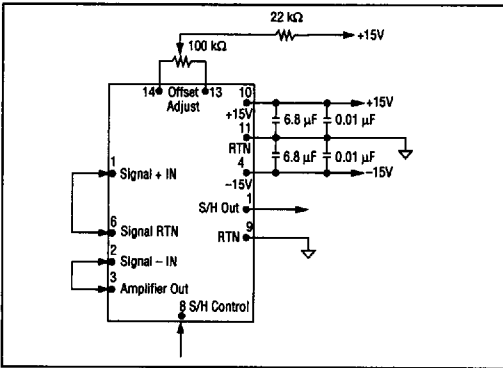 22 kΩ
+15V
100 kΩ
14 Offset 13
Adjust
10
+15V
+15V
6.8 µF 0.01 µF
11
RTN
6.8 µF 0.01 µF
4
-15V
-15V
1
Signal + IN
1
S/H Out
6
Signal RTN
9
RTN
2
Signal – IN
3
Amplifier Out
8 S/H Control